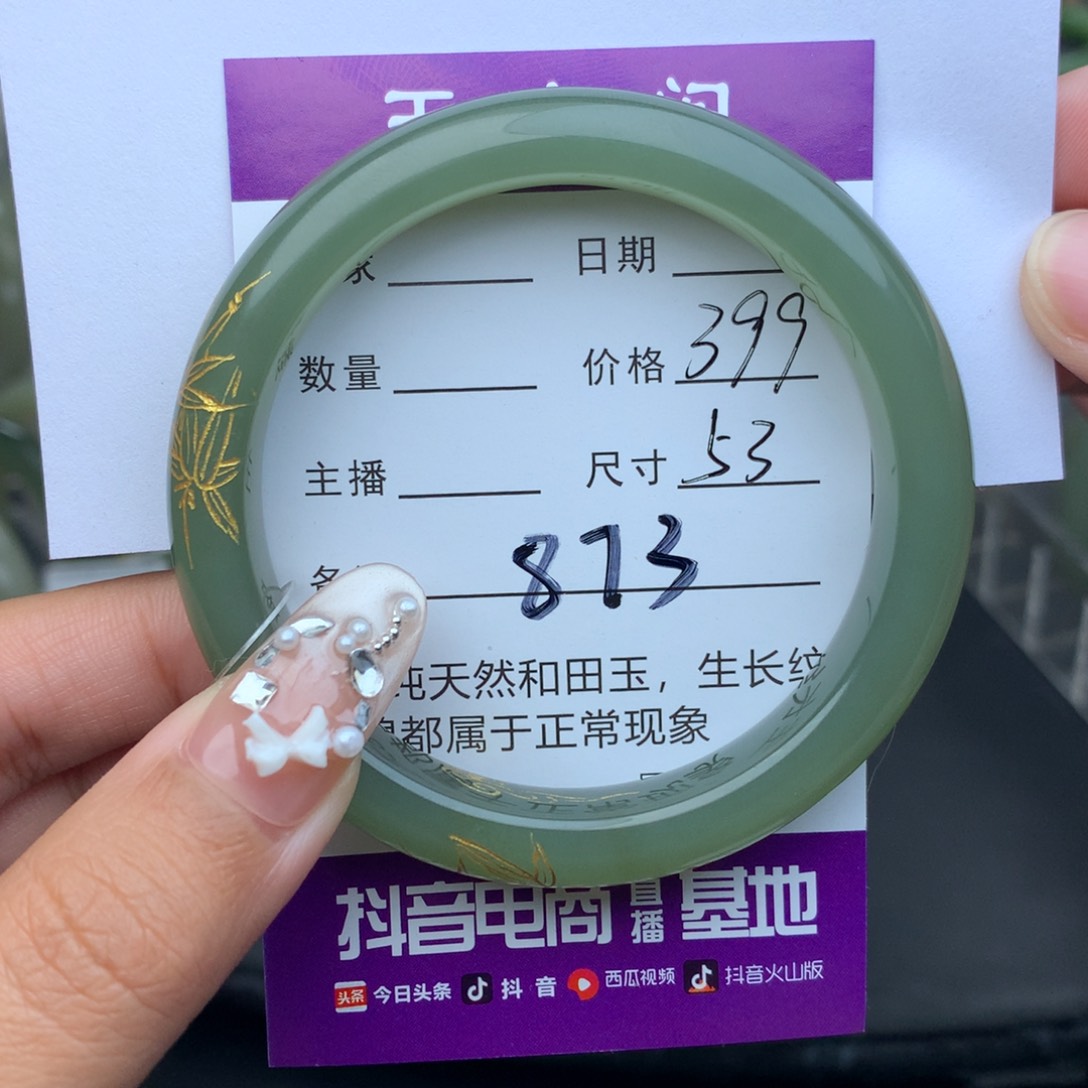 日期
数量 价格 399
主播 尺寸 53
873
纯天然和田玉，生长纹
都属于正常现象
抖音电商直播基地
头条 今日头条 抖音 西瓜视频 抖音火山版